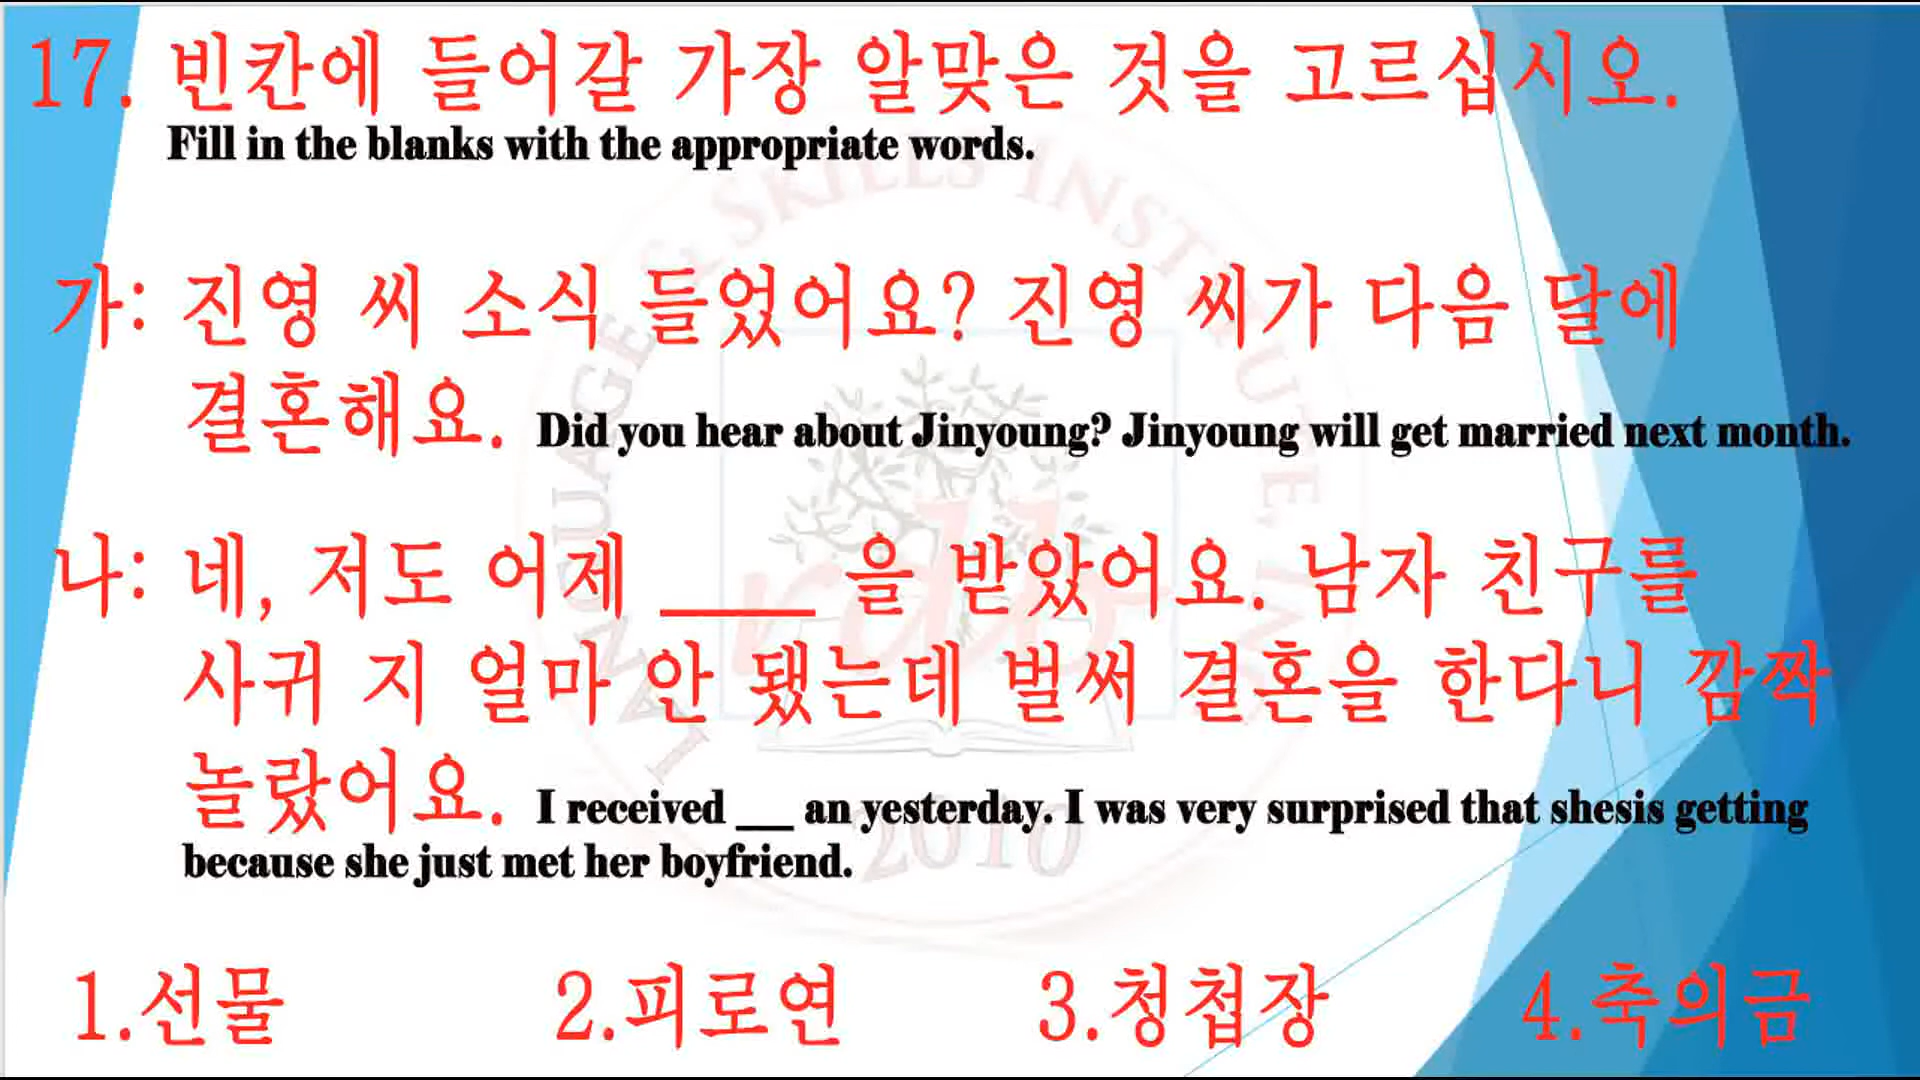 17. 빈칸에 들어갈 가장 알맞은 것을 고르십시오.
Fill in the blanks with the appropriate words.
가: 진영 씨 소식 들었어요? 진영 씨가 다음 달에
결혼해요. Did you hear about Jinyoung? Jinyoung will get married next month.
나: 네, 저도 어제 ____ 을 받았어요. 남자 친구를
사귀 지 얼마 안 됐는데 벌써 결혼을 한다니 깜짝
놀랐어요. I received __ an yesterday. I was very surprised that shesis getting
because she just met her boyfriend.
1.선물 2.피로연 3.청첩장 4.축의금
LANGUAGE & SKILLS INSTITUTE, INC.
rdb
2010